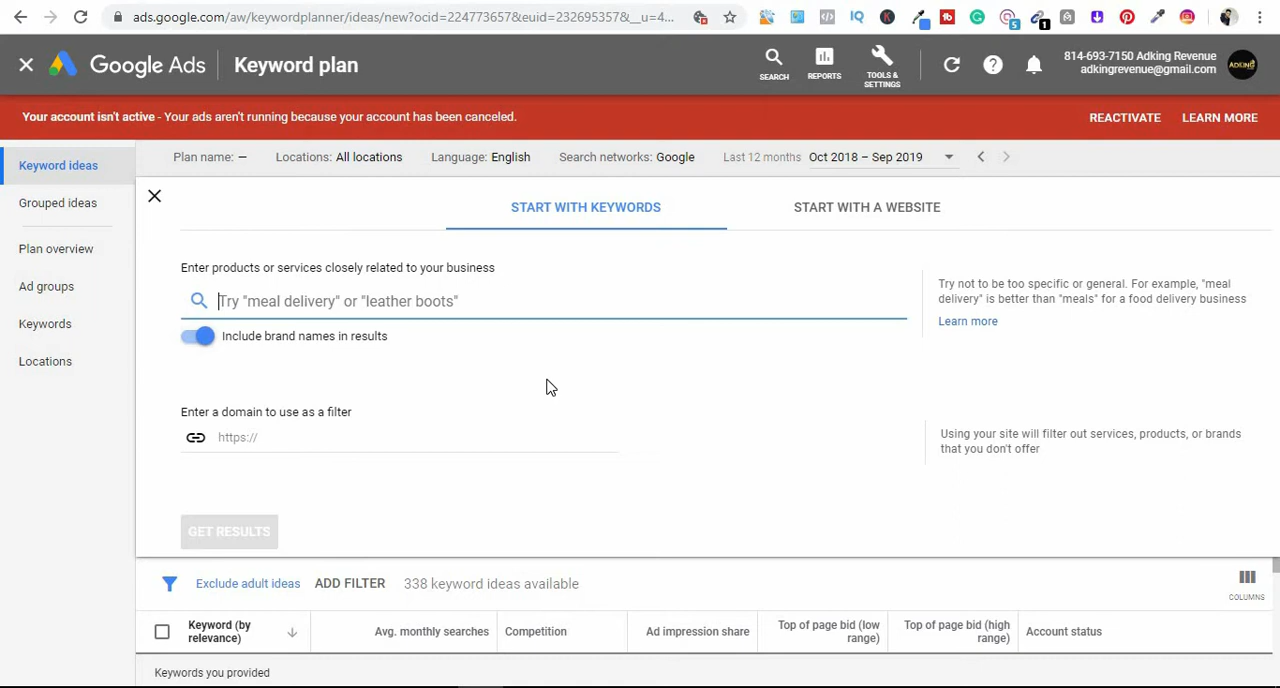 ads.google.com/aw/keywordplanner/ideas/new?ocid=224773657&euid=232695357&__u=4...
Google Ads
Keyword plan
SEARCH
REPORTS
TOOLS &
SETTINGS
814-693-7150 Adking Revenue
adkingrevenue@gmail.com
ADKING
Your account isn't active - Your ads aren't running because your account has been canceled.
REACTIVATE
LEARN MORE
Keyword ideas
Grouped ideas
Plan overview
Ad groups
Keywords
Locations
Plan name: –
Locations: All locations
Language: English
Search networks: Google
Last 12 months Oct 2018 – Sep 2019
START WITH KEYWORDS
START WITH A WEBSITE
Enter products or services closely related to your business
Try "meal delivery" or "leather boots"
Include brand names in results
Try not to be too specific or general. For example, "meal
delivery" is better than "meals" for a food delivery business
Learn more
Enter a domain to use as a filter
https://
Using your site will filter out services, products, or brands
that you don't offer
GET RESULTS
Exclude adult ideas
ADD FILTER
338 keyword ideas available
COLUMNS
Keyword (by
relevance)
Avg. monthly searches
Competition
Ad impression share
Top of page bid (low
range)
Top of page bid (high
range)
Account status
Keywords you provided